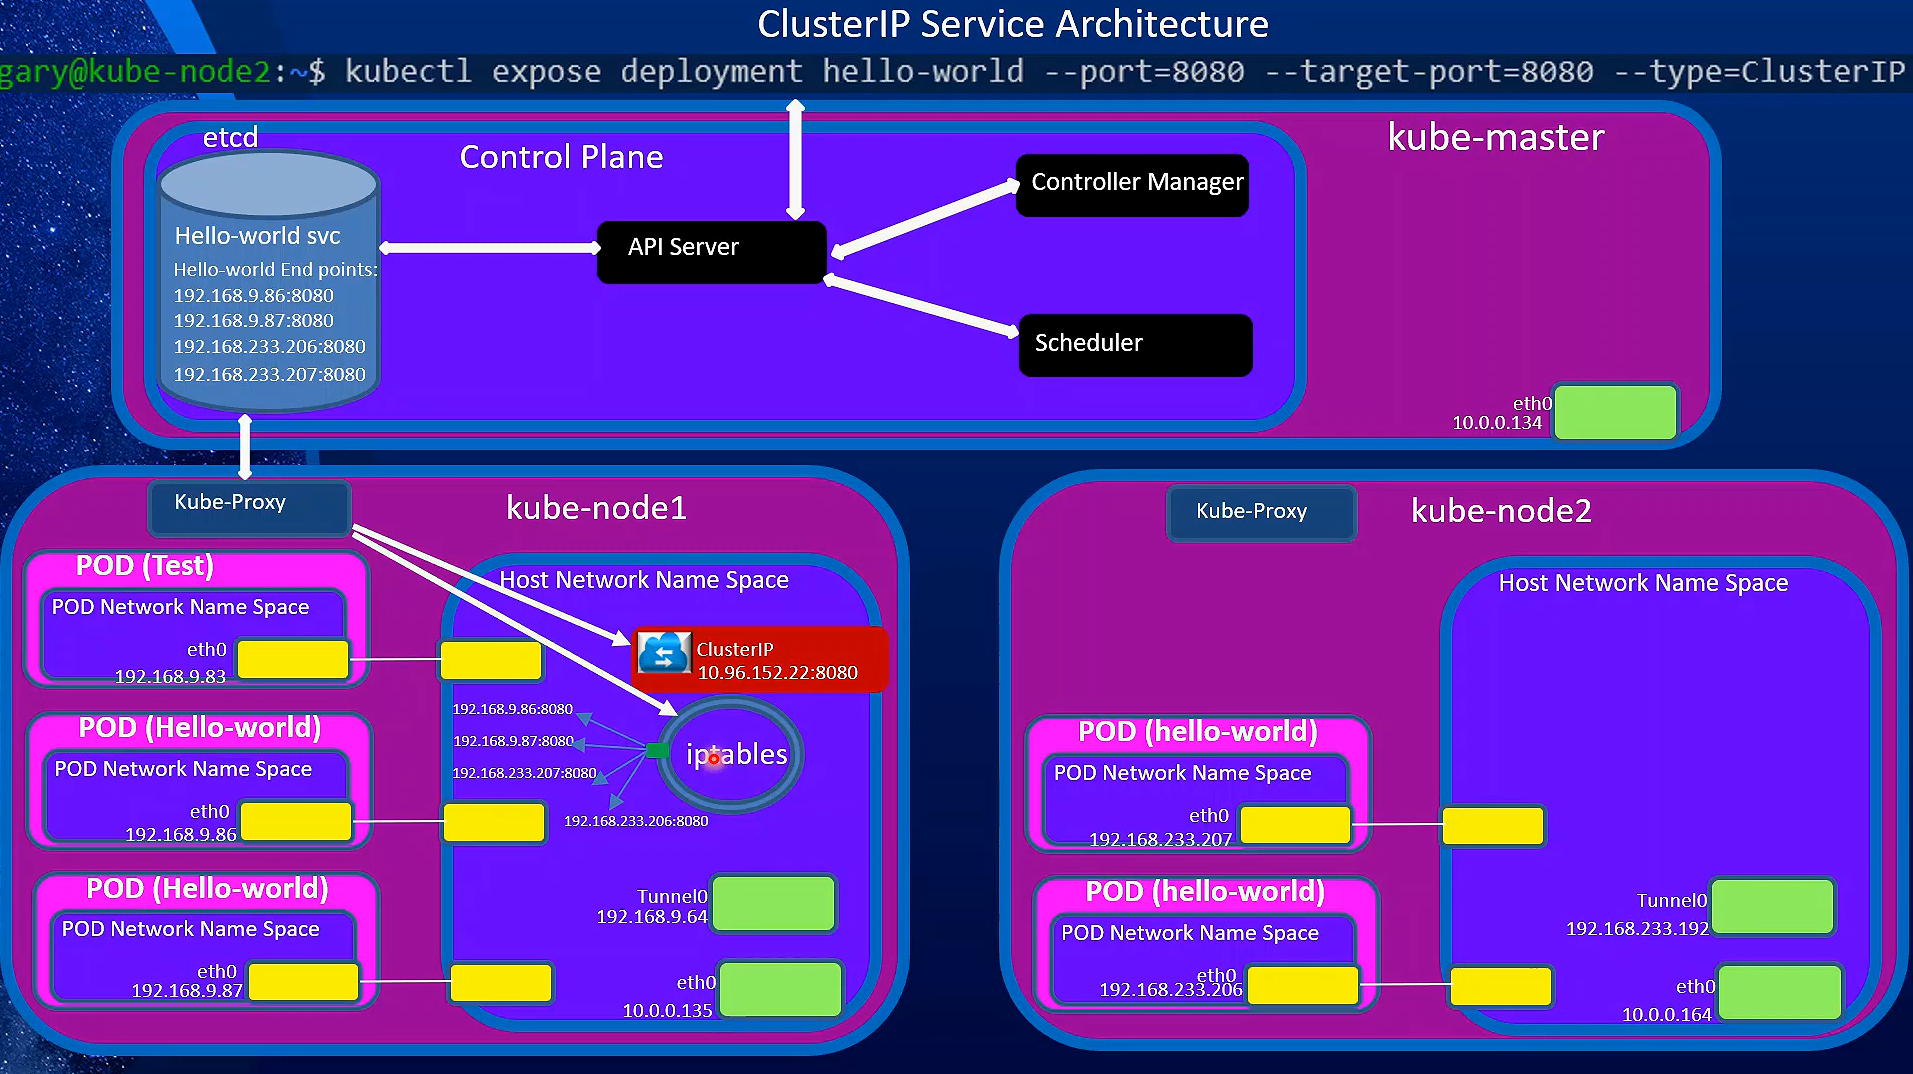 ClusterIP Service Architecture
gary@kube-node2:~$ kubectl expose deployment hello-world --port=8080 --target-port=8080 --type=ClusterIP
kube-master
etcd
Control Plane
Hello-world svc
Hello-world End points:
192.168.9.86:8080
192.168.9.87:8080
192.168.233.206:8080
192.168.233.207:8080
API Server
Controller Manager
Scheduler
eth0
10.0.0.134
Kube-Proxy
kube-node1
POD (Test)
POD Network Name Space
eth0
192.168.9.83
POD (Hello-world)
POD Network Name Space
eth0
192.168.9.86
POD (Hello-world)
POD Network Name Space
eth0
192.168.9.87
Host Network Name Space
ClusterIP
10.96.152.22:8080
iptables
192.168.9.86:8080
192.168.9.87:8080
192.168.233.207:8080
192.168.233.206:8080
Tunnel0
192.168.9.64
eth0
10.0.0.135
Kube-Proxy
kube-node2
Host Network Name Space
POD (hello-world)
POD Network Name Space
eth0
192.168.233.207
POD (hello-world)
POD Network Name Space
eth0
192.168.233.206
Tunnel0
192.168.233.192
eth0
10.0.0.164